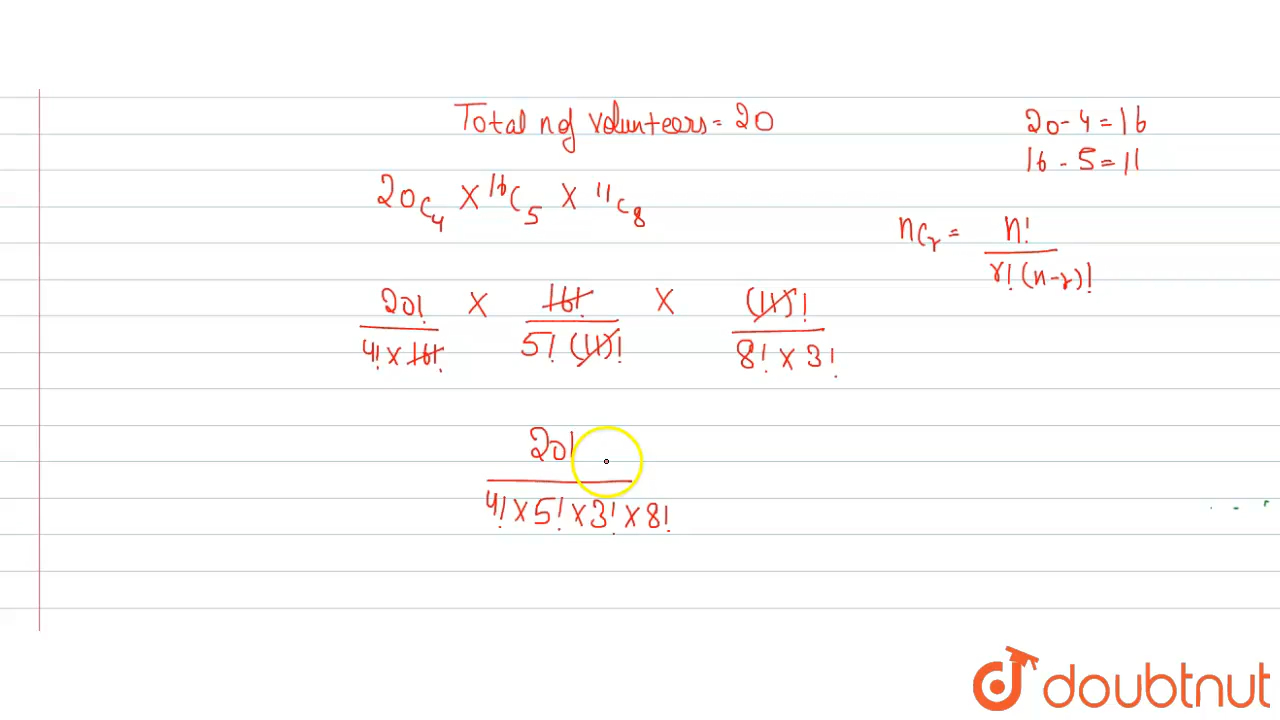 Total no of volunteers = 20
20 - 4 = 16
16 - 5 = 11
20C4 × 16C5 × 11C8
nCr = n! / r!(n-r)!
20! / 4! × 16! × 16! / 5!(11)! × (11)! / 8! × 3!
20! / 4! × 5! × 3! × 8!
doubtnut